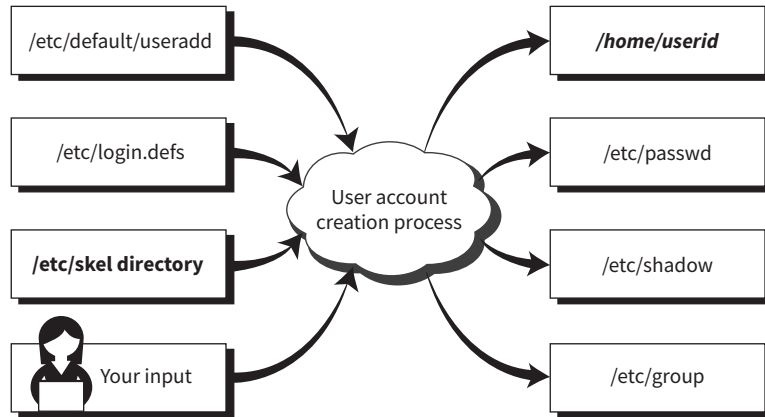 /etc/default/useradd
/etc/login.defs
/etc/skel directory
Your input
User account
creation process
/home/userid
/etc/passwd
/etc/shadow
/etc/group